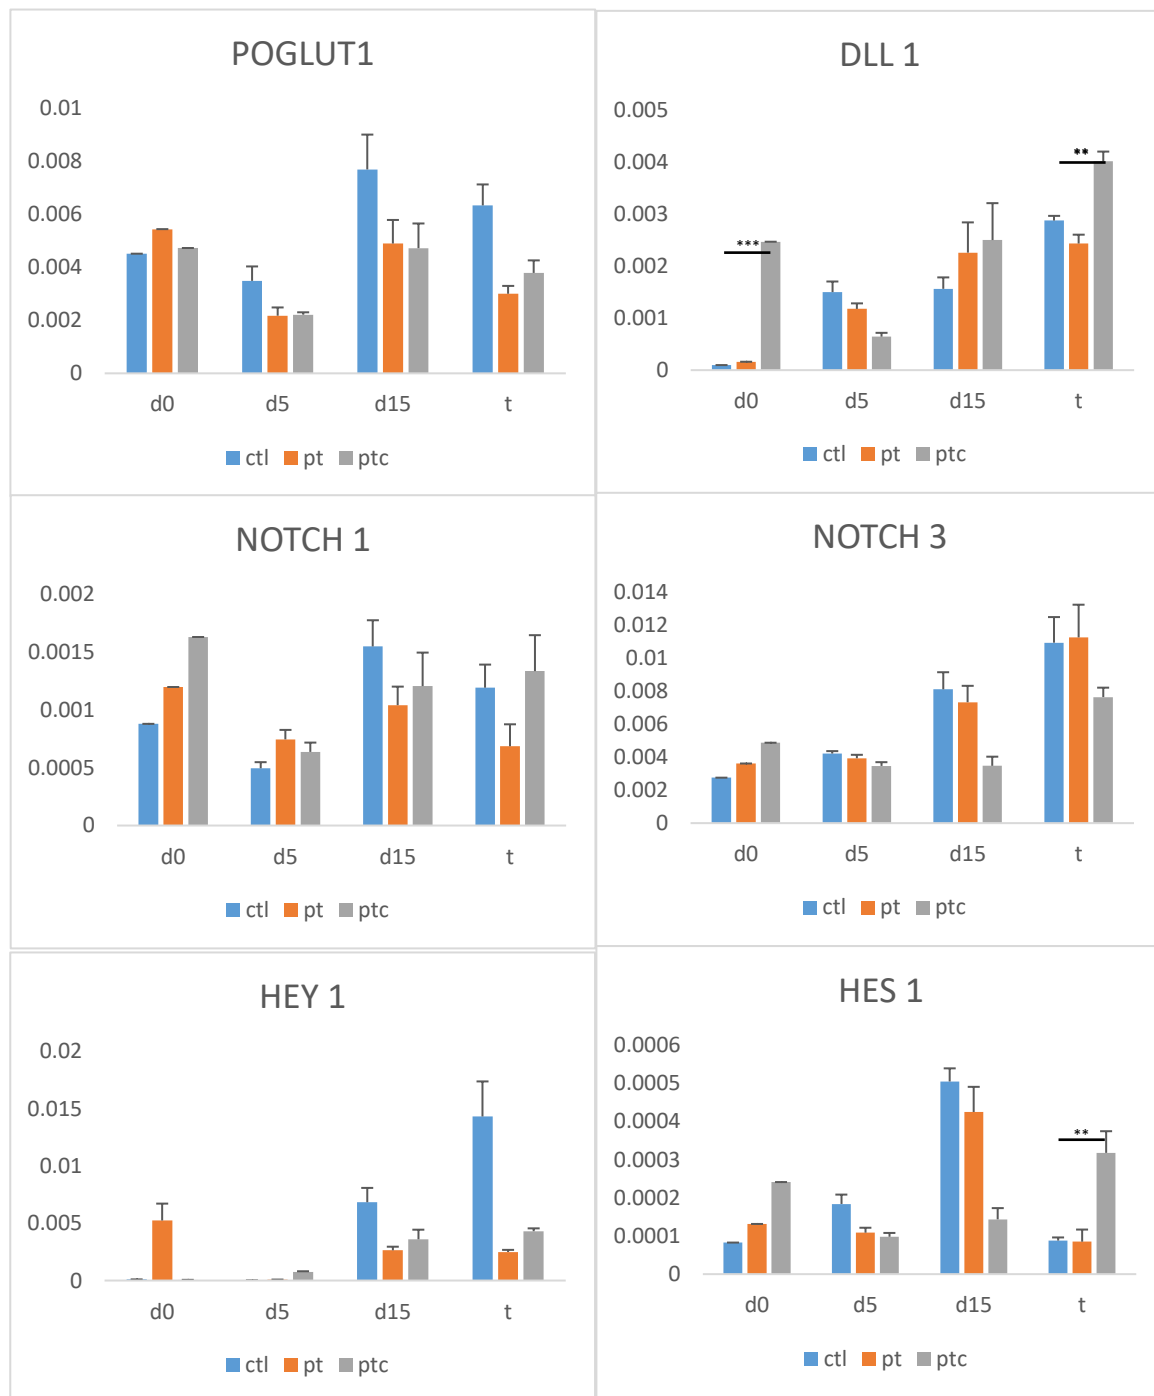 POGLUT1
0.01
0.008
0.006
0.004
0.002
0
d0 d5 d15 t
ctl pt ptc
DLL 1
0.005
0.004
0.003
0.002
0.001
0
***
**
d0 d5 d15 t
ctl pt ptc
NOTCH 1
0.002
0.0015
0.001
0.0005
0
d0 d5 d15 t
ctl pt ptc
NOTCH 3
0.014
0.012
0.01
0.008
0.006
0.004
0.002
0
d0 d5 d15 t
ctl pt ptc
HEY 1
0.02
0.015
0.01
0.005
0
d0 d5 d15 t
ctl pt ptc
HES 1
0.0006
0.0005
0.0004
0.0003
0.0002
0.0001
0
**
d0 d5 d15 t
ctl pt ptc